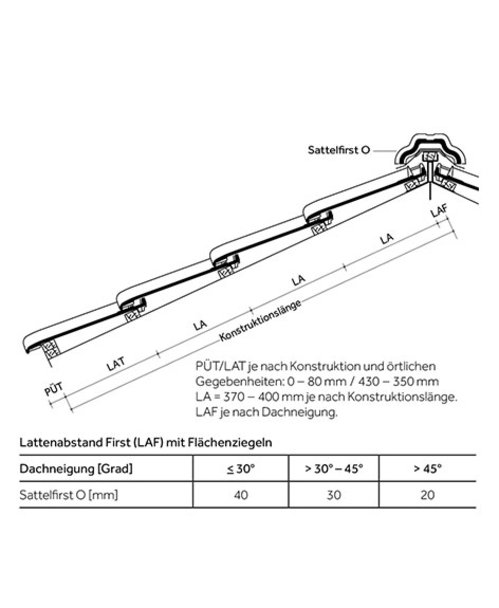 Sattelfirst O
LAF
LA
LA
LA
Konstruktionslänge
LAT
PÜT
PÜT/LAT je nach Konstruktion und örtlichen
Gegebenheiten: 0 – 80 mm / 430 – 350 mm
LA = 370 – 400 mm je nach Konstruktionslänge.
LAF je nach Dachneigung.
Lattenabstand First (LAF) mit Flächenziegeln
Dachneigung [Grad] ≤ 30° > 30° – 45° > 45°
Sattelfirst O [mm] 40 30 20